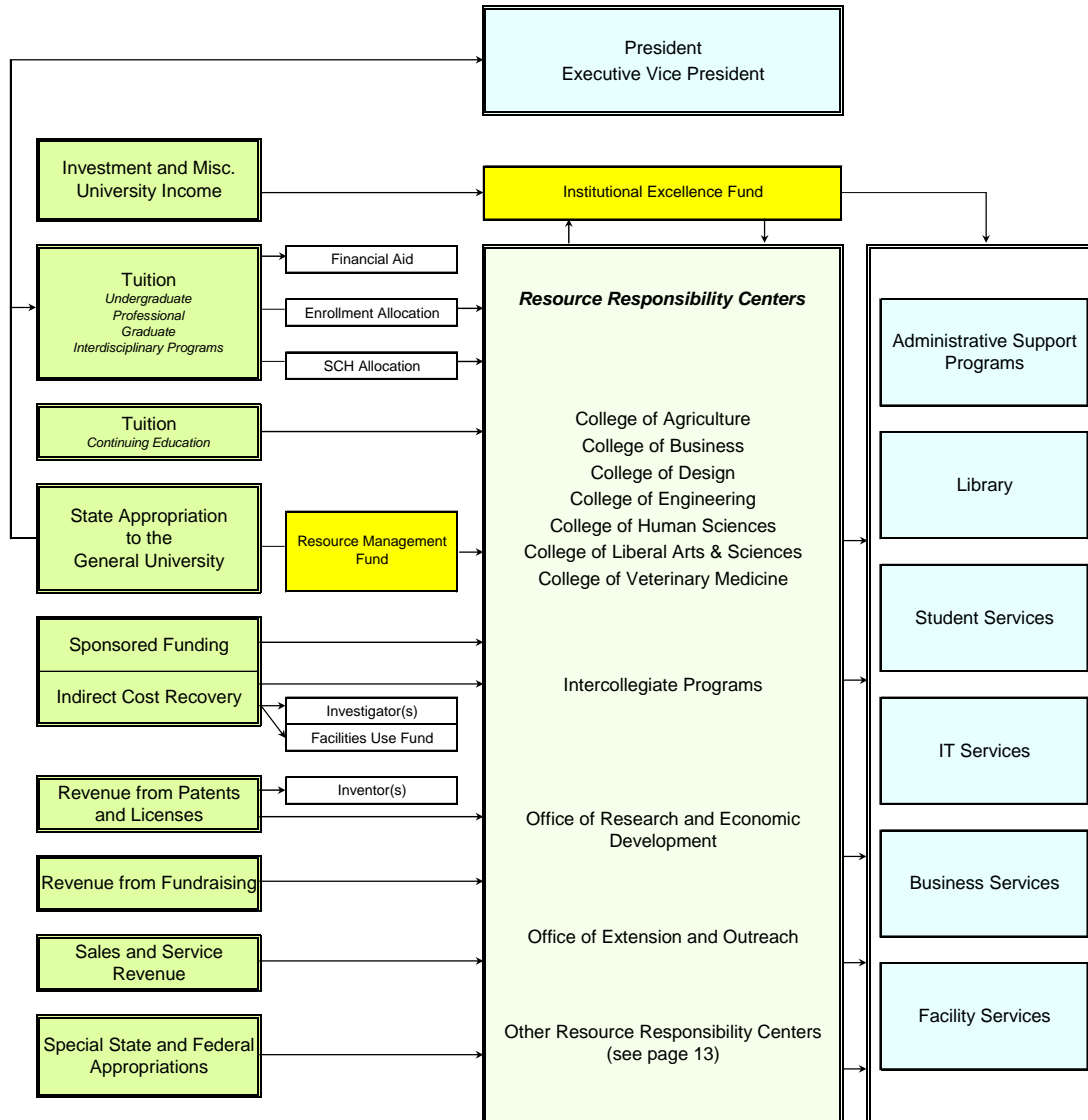 President
Executive Vice President
Investment and Misc.
University Income
Institutional Excellence Fund
Tuition
Undergraduate
Professional
Graduate
Interdisciplinary Programs
Financial Aid
Enrollment Allocation
SCH Allocation
Tuition
Continuing Education
State Appropriation
to the
General University
Resource Management
Fund
Sponsored Funding
Indirect Cost Recovery
Investigator(s)
Facilities Use Fund
Revenue from Patents
and Licenses
Inventor(s)
Revenue from Fundraising
Sales and Service
Revenue
Special State and Federal
Appropriations
Resource Responsibility Centers
College of Agriculture
College of Business
College of Design
College of Engineering
College of Human Sciences
College of Liberal Arts & Sciences
College of Veterinary Medicine
Intercollegiate Programs
Office of Research and Economic
Development
Office of Extension and Outreach
Other Resource Responsibility Centers
(see page 13)
Administrative Support
Programs
Library
Student Services
IT Services
Business Services
Facility Services